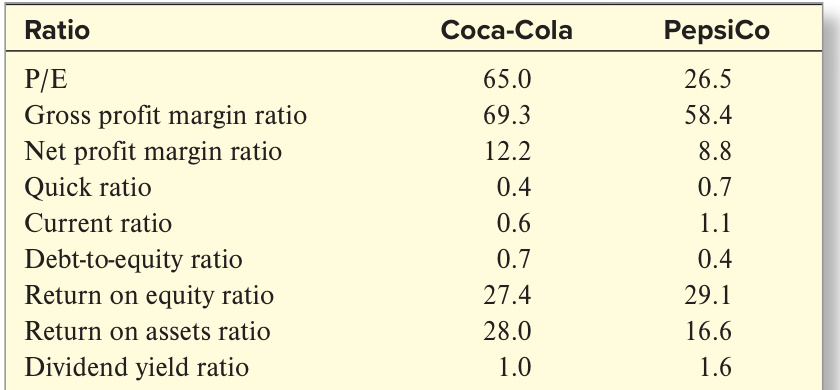 Ratio Coca-Cola PepsiCo
P/E 65.0 26.5
Gross profit margin ratio 69.3 58.4
Net profit margin ratio 12.2 8.8
Quick ratio 0.4 0.7
Current ratio 0.6 1.1
Debt-to-equity ratio 0.7 0.4
Return on equity ratio 27.4 29.1
Return on assets ratio 28.0 16.6
Dividend yield ratio 1.0 1.6